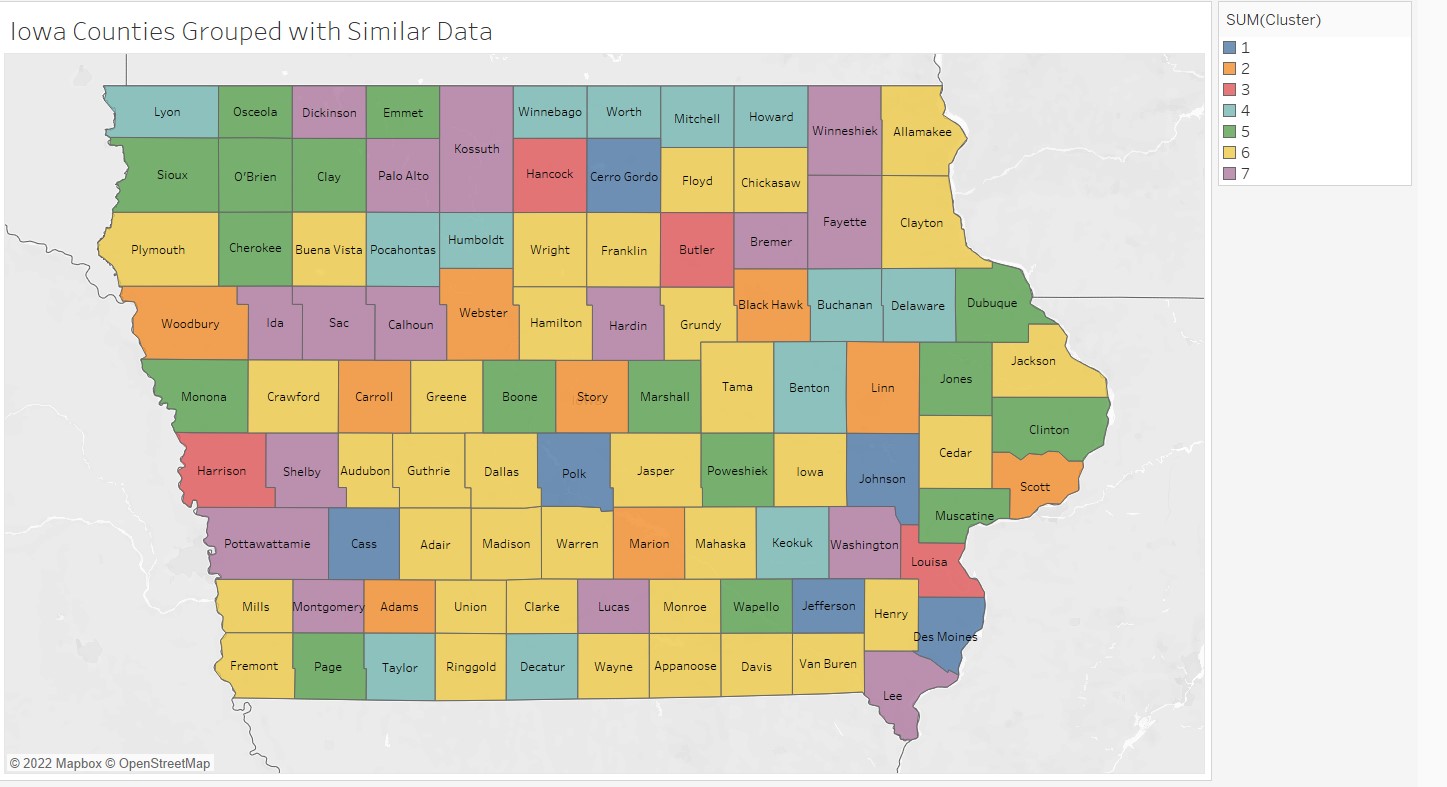 Iowa Counties Grouped with Similar Data
SUM(Cluster)
1
2
3
4
5
6
7
Lyon
Osceola
Dickinson
Emmet
Kossuth
Winnebago
Worth
Mitchell
Howard
Winneshiek
Allamakee
Sioux
O'Brien
Clay
Palo Alto
Hancock
Cerro Gordo
Floyd
Chickasaw
Fayette
Clayton
Plymouth
Cherokee
Buena Vista
Pocahontas
Humboldt
Wright
Franklin
Butler
Bremer
Woodbury
Ida
Sac
Calhoun
Webster
Hamilton
Hardin
Grundy
Black Hawk
Buchanan
Delaware
Dubuque
Monona
Crawford
Carroll
Greene
Boone
Story
Marshall
Tama
Benton
Linn
Jones
Jackson
Clinton
Harrison
Shelby
Audubon
Guthrie
Dallas
Polk
Jasper
Poweshiek
Iowa
Johnson
Cedar
Scott
Muscatine
Pottawattamie
Cass
Adair
Madison
Warren
Marion
Mahaska
Keokuk
Washington
Louisa
Mills
Montgomery
Adams
Union
Clarke
Lucas
Monroe
Wapello
Jefferson
Henry
Des Moines
Fremont
Page
Taylor
Ringgold
Decatur
Wayne
Appanoose
Davis
Van Buren
Lee
© 2022 Mapbox © OpenStreetMap